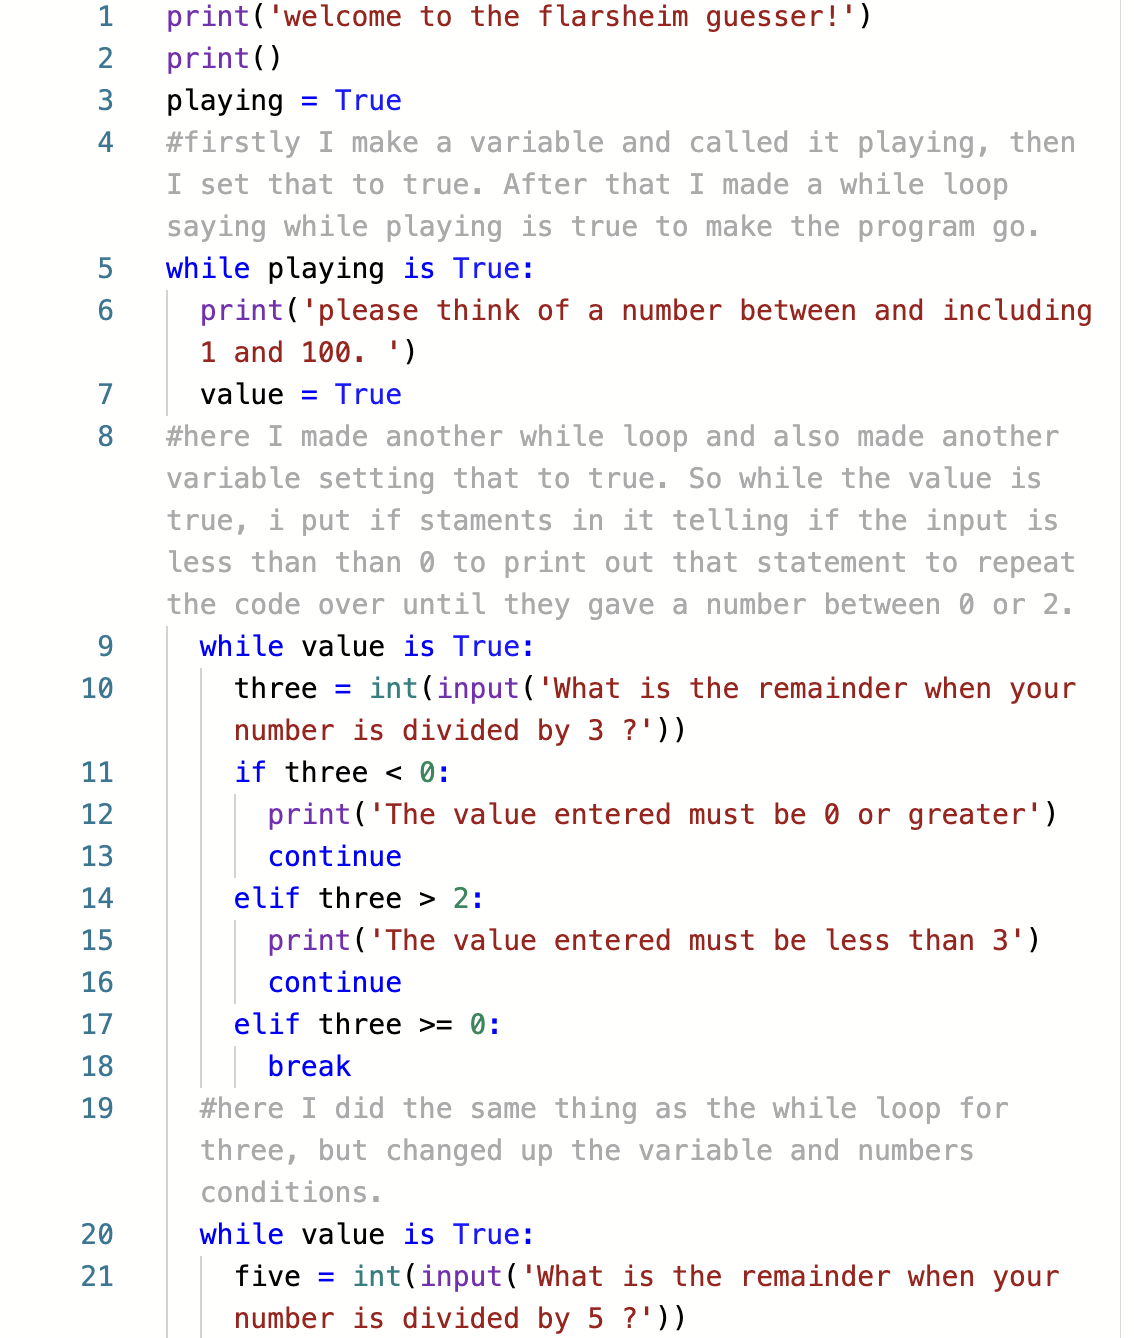 1 print('welcome to the flarsheim guesser!')
2 print()
3 playing = True
4 #firstly I make a variable and called it playing, then
I set that to true. After that I made a while loop
saying while playing is true to make the program go.
5 while playing is True:
6 print('please think of a number between and including
1 and 100. ')
7 value = True
8 #here I made another while loop and also made another
variable setting that to true. So while the value is
true, i put if staments in it telling if the input is
less than than 0 to print out that statement to repeat
the code over until they gave a number between 0 or 2.
9 while value is True:
10 three = int(input('What is the remainder when your
number is divided by 3 ?'))
11 if three < 0:
12 print('The value entered must be 0 or greater')
13 continue
14 elif three > 2:
15 print('The value entered must be less than 3')
16 continue
17 elif three >= 0:
18 break
19 #here I did the same thing as the while loop for
three, but changed up the variable and numbers
conditions.
20 while value is True:
21 five = int(input('What is the remainder when your
number is divided by 5 ?'))